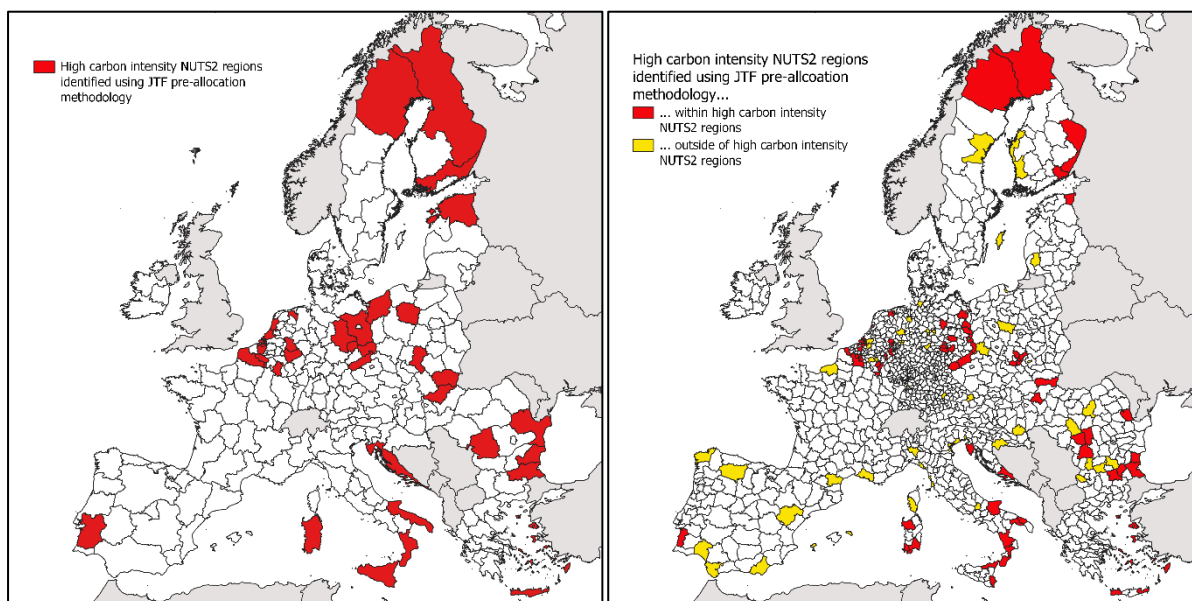 High carbon intensity NUTS2 regions
identified using JTF pre-allocation
methodology
High carbon intensity NUTS2 regions
identified using JTF pre-allcoation
methodology...
... within high carbon intensity
NUTS2 regions
... outside of high carbon intensity
NUTS2 regions